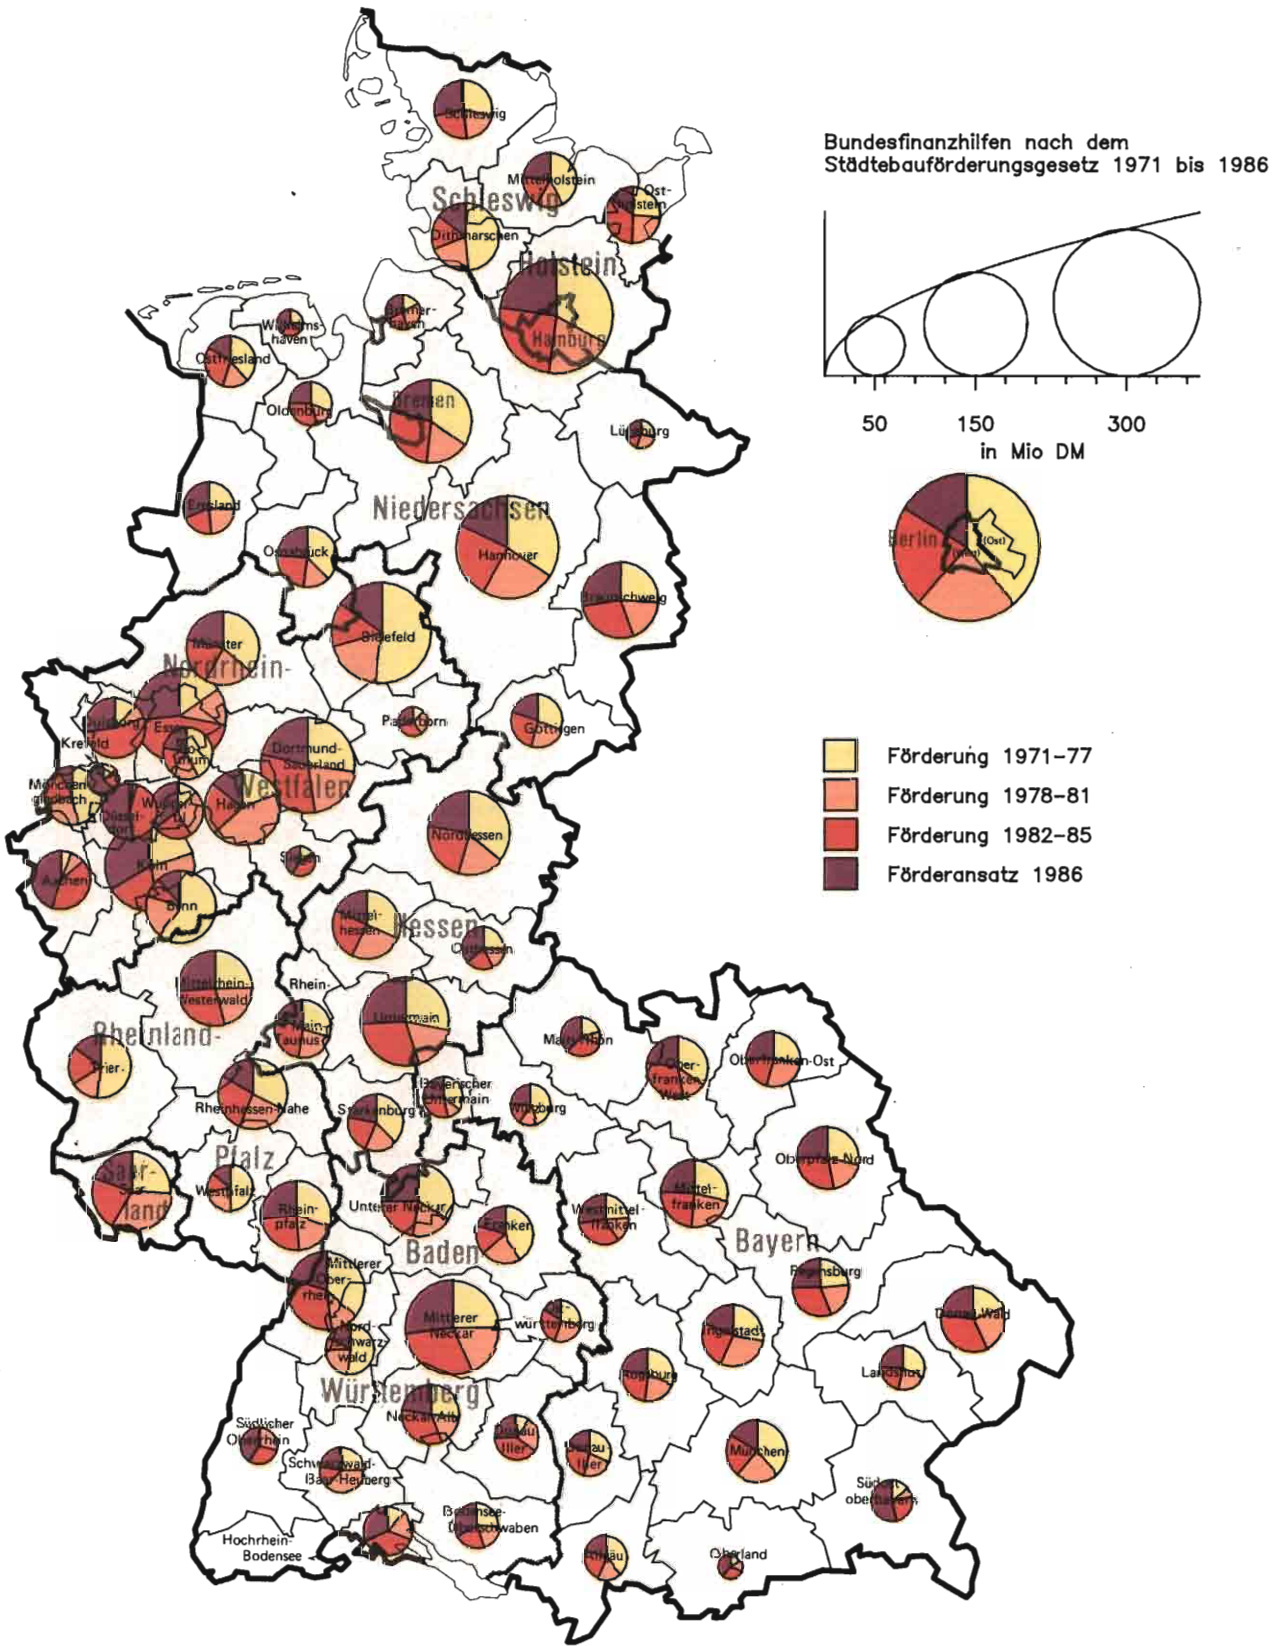 Bundesfinanzhilfen nach dem
Städtebauförderungsgesetz 1971 bis 1986
50 150 300
in Mio DM
Berlin
(Ost)
(West)
Förderung 1971-77
Förderung 1978-81
Förderung 1982-85
Förderansatz 1986
Schleswig
Mittelholstein
Ost-
holstein
Schleswig
Dithmarschen
Holstein
Hamburg
Bremer-
haven
Wilhelms-
haven
Ostfriesland
Oldenburg
Bremen
Lüneburg
Emsland
Niedersachsen
Osnabrück
Hannover
Braunschweig
Bielefeld
Münster
Nordrhein-
Duisburg
Essen
Krefeld
Paderborn
Göttingen
Dortmund-
Sauerland
Westfalen
Mönchen-
gladbach
Hagen
Düssel-
dorf
Siegen
Nordhessen
Köln
Aachen
Bonn
Mittel-
hessen
Hessen
Osthessen
Mittelrhein-
Westerwald
Rhein-
Main-
Taunus
Untermain
Rheinland-
Trier
Main-Rhön
Ober-
franken-
West
Oberfranken-Ost
Bayerischer
Untermain
Würzburg
Rheinhessen-Nahe
Starkenburg
Pfalz
Saar-
land
Westpfalz
Rhein-
pfalz
Unterer Neckar
Franken
Baden
Mittel-
franken
Westmittel-
franken
Oberpfalz-Nord
Bayern
Regensburg
Mittlerer
Ober-
rhein
Mittlerer
Neckar
Ost-
württemberg
Nord-
schwarz-
wald
Ingolstadt
Donau-Wald
Landshut
Augsburg
Württemberg
Neckar-Alb
Südlicher
Oberrhein
Donau-
Iller
Donau-
Iller
München
Schwarzwald-
Baar-Heuberg
Südost-
oberbayern
Bodensee-
Oberschwaben
Hochrhein-
Bodensee
Allgäu
Oberland